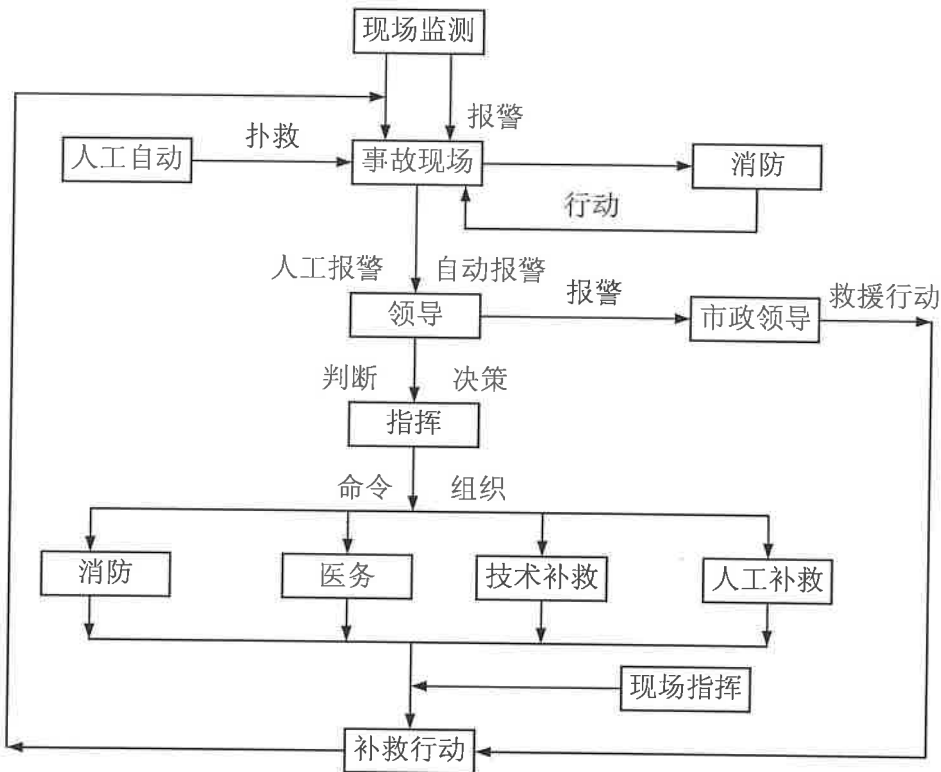 现场监测
报警
人工自动
扑救
事故现场
消防
行动
人工报警
自动报警
领导
报警
市政领导
救援行动
判断
决策
指挥
命令
组织
消防
医务
技术补救
人工补救
现场指挥
补救行动